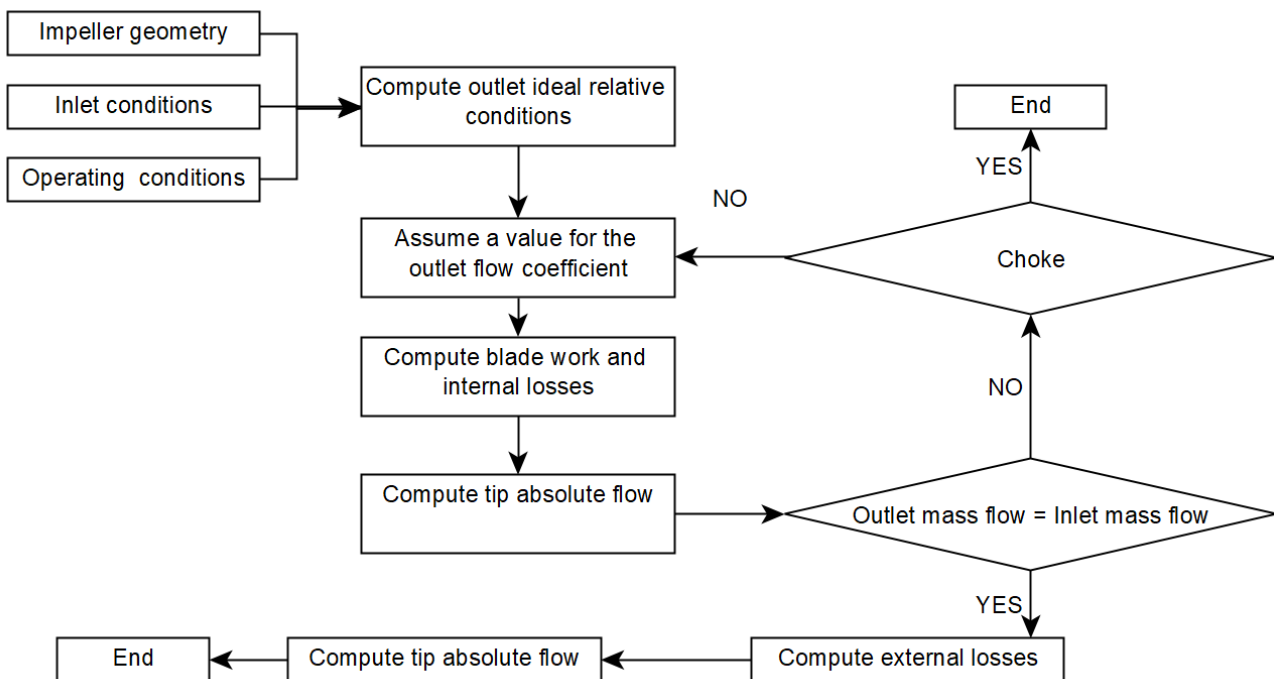 Impeller geometry
Inlet conditions
Operating conditions
Compute outlet ideal relative
conditions
Assume a value for the
outlet flow coefficient
Compute blade work and
internal losses
Compute tip absolute flow
Outlet mass flow = Inlet mass flow
NO
Choke
NO
YES
End
YES
Compute external losses
Compute tip absolute flow
End